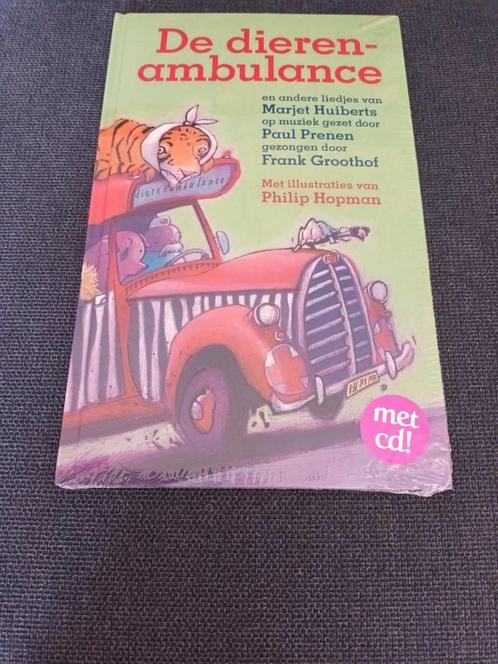 De dieren-
ambulance
en andere liedjes van
Marjet Huiberts
op muziek gezet door
Paul Prenen
gezongen door
Frank Groothof
Met illustraties van
Philip Hopman
dierenambulance
met
cd!